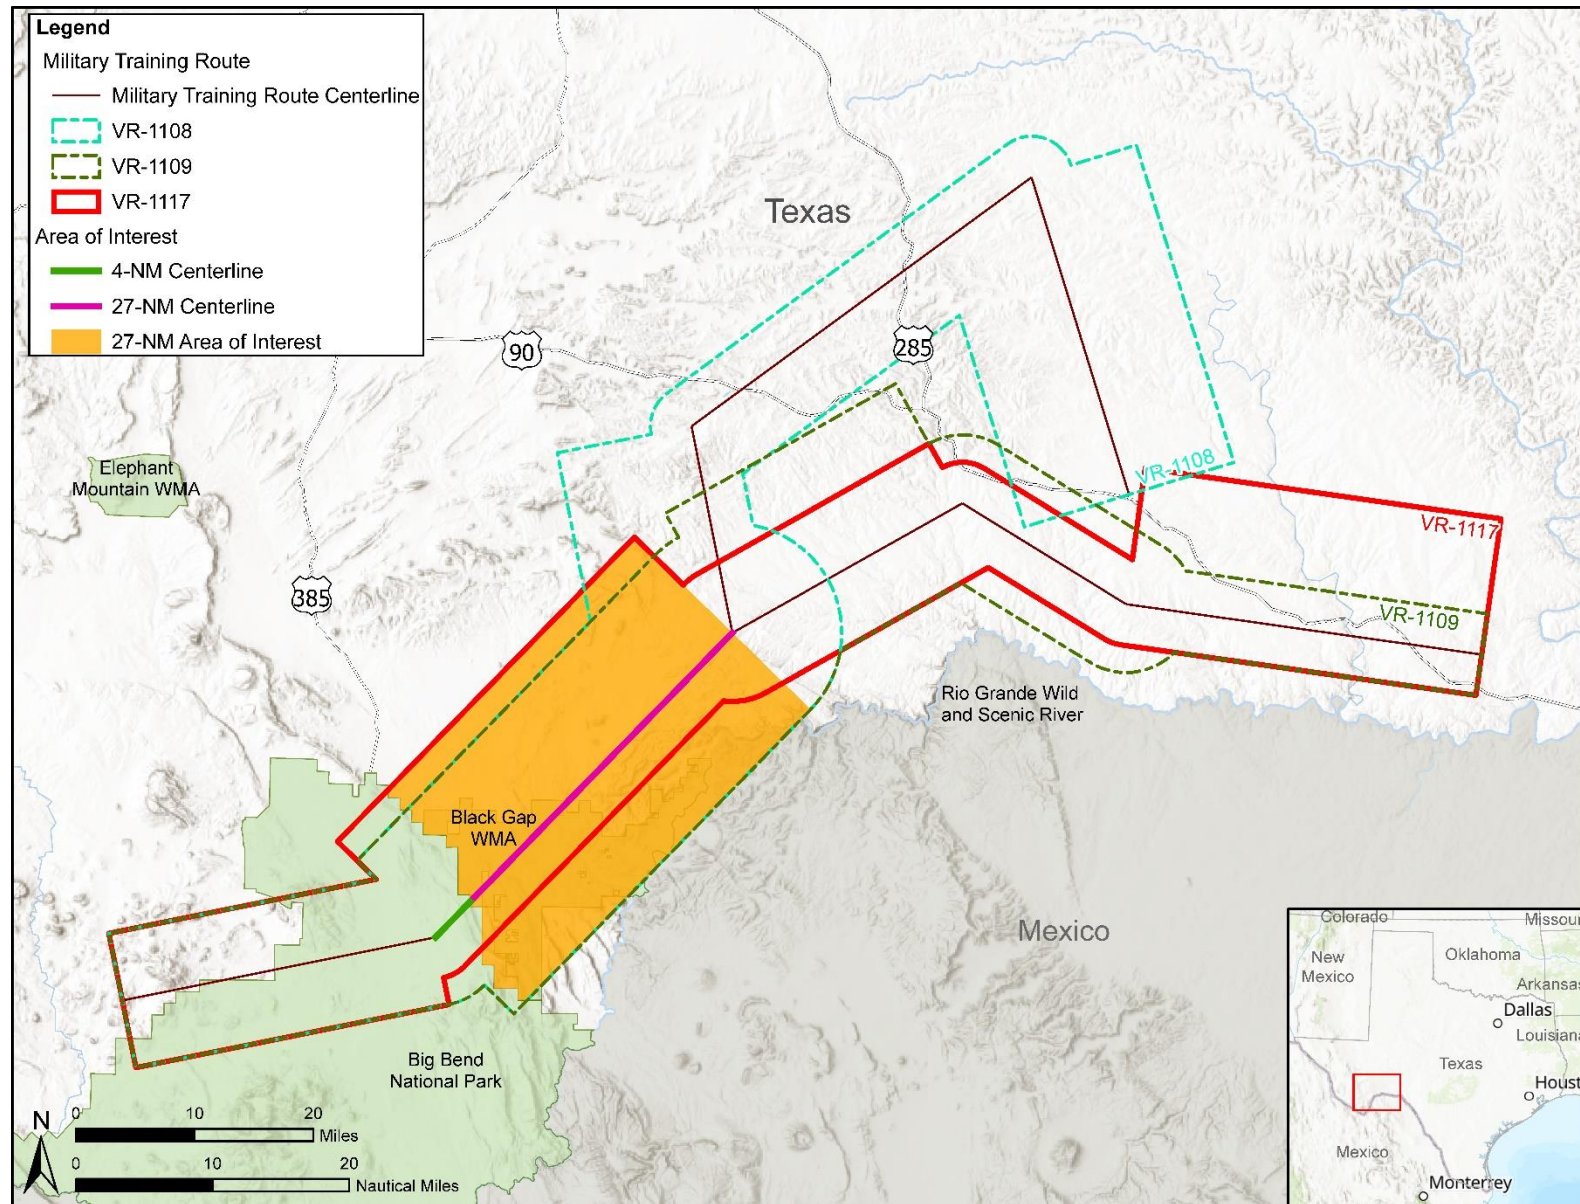 Legend
Military Training Route
Military Training Route Centerline
VR-1108
VR-1109
VR-1117
Area of Interest
4-NM Centerline
27-NM Centerline
27-NM Area of Interest
Texas
90
285
Elephant
Mountain WMA
385
VR-1108
VR-1117
VR-1109
Rio Grande Wild
and Scenic River
Black Gap
WMA
Mexico
Big Bend
National Park
N
0 10 20
Miles
0 10 20
Nautical Miles
Colorado
Missour
New
Mexico
Oklahoma
Arkansas
Dallas
Louisiana
Texas
Houst
Mexico
Monterrey